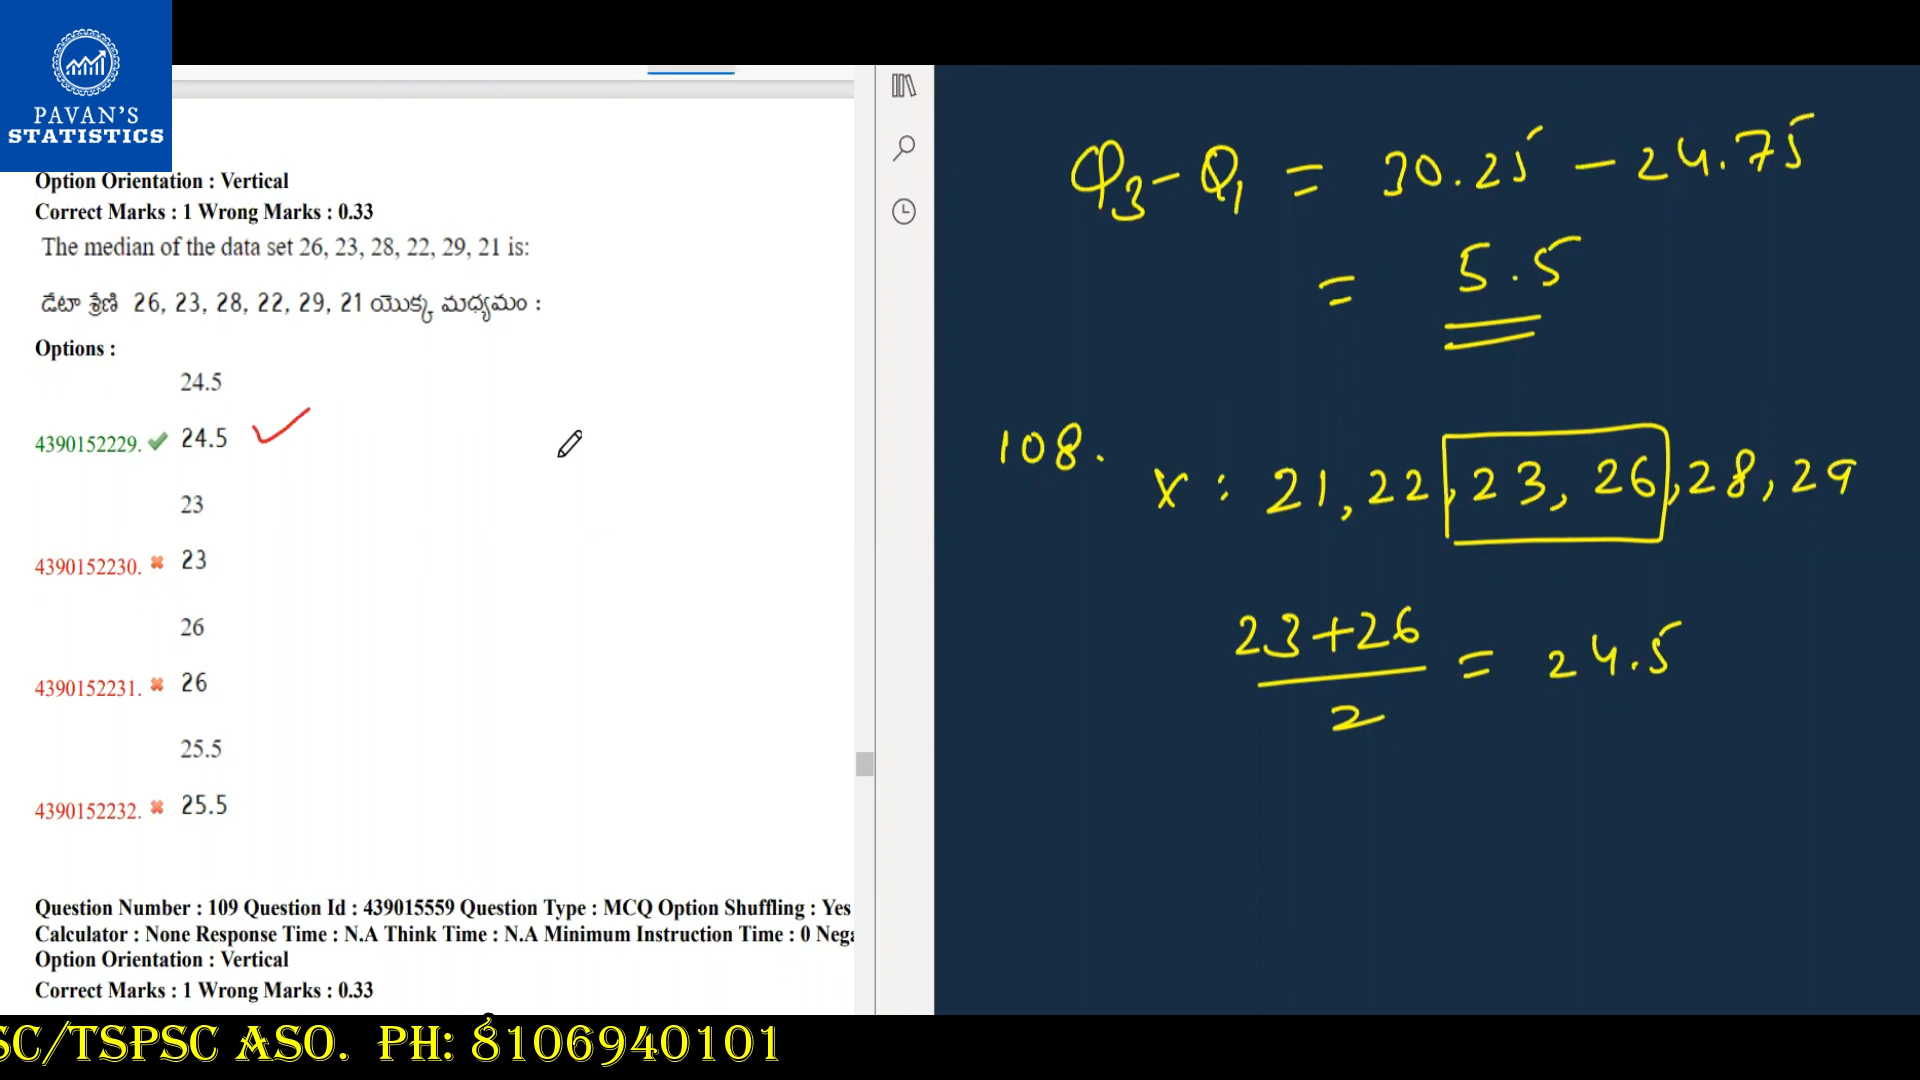 PAVAN'S
STATISTICS
Option Orientation : Vertical
Correct Marks : 1 Wrong Marks : 0.33
The median of the data set 26, 23, 28, 22, 29, 21 is:
డేటా శ్రేణి 26, 23, 28, 22, 29, 21 యొక్క మధ్యమం :
Options :
24.5
4390152229. 24.5
23
4390152230. 23
26
4390152231. 26
25.5
4390152232. 25.5
Question Number : 109 Question Id : 439015559 Question Type : MCQ Option Shuffling : Yes
Calculator : None Response Time : N.A Think Time : N.A Minimum Instruction Time : 0 Nega
Option Orientation : Vertical
Correct Marks : 1 Wrong Marks : 0.33
Q3 - Q1 = 30.25 - 24.75
= 5.5
108.
x : 21, 22, 23, 26, 28, 29
23+26
2
= 24.5
SC/TSPSC ASO. PH: 8106940101